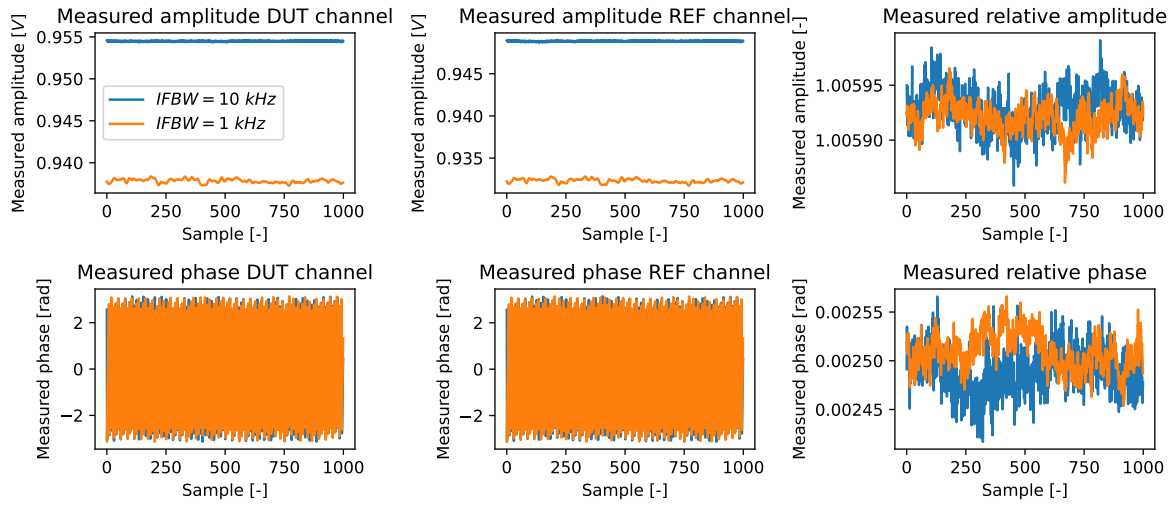 Measured amplitude DUT channel
Measured amplitude [V]
0.955
0.950
0.945
0.940
IFBW = 10 kHz
IFBW = 1 kHz
0 250 500 750 1000
Sample [-]
Measured amplitude REF channel
Measured amplitude [V]
0.945
0.940
0.935
0 250 500 750 1000
Sample [-]
Measured relative amplitude
Measured amplitude [-]
1.00595
1.00590
0 250 500 750 1000
Sample [-]
Measured phase DUT channel
Measured phase [rad]
2
0
−2
0 250 500 750 1000
Sample [-]
Measured phase REF channel
Measured phase [rad]
2
0
−2
0 250 500 750 1000
Sample [-]
Measured relative phase
Measured phase [rad]
0.00255
0.00250
0.00245
0 250 500 750 1000
Sample [-]